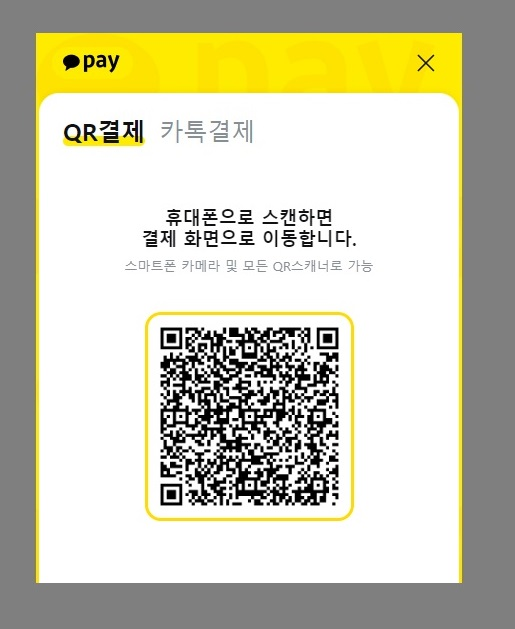 pay
QR결제 카톡결제
휴대폰으로 스캔하면
결제 화면으로 이동합니다.
스마트폰 카메라 및 모든 QR스캐너로 가능